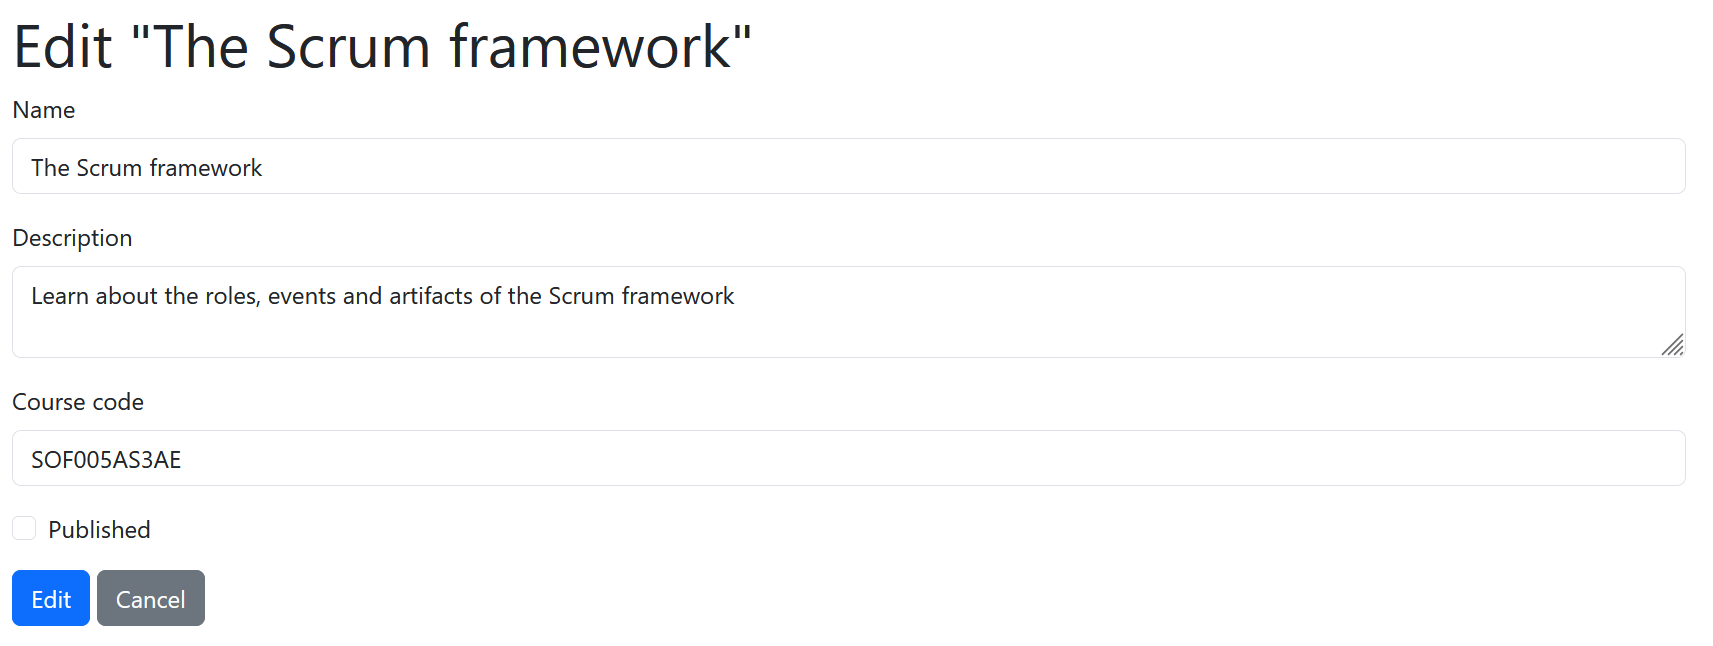 Edit "The Scrum framework"
Name
The Scrum framework
Description
Learn about the roles, events and artifacts of the Scrum framework
Course code
SOF005AS3AE
Published
Edit Cancel